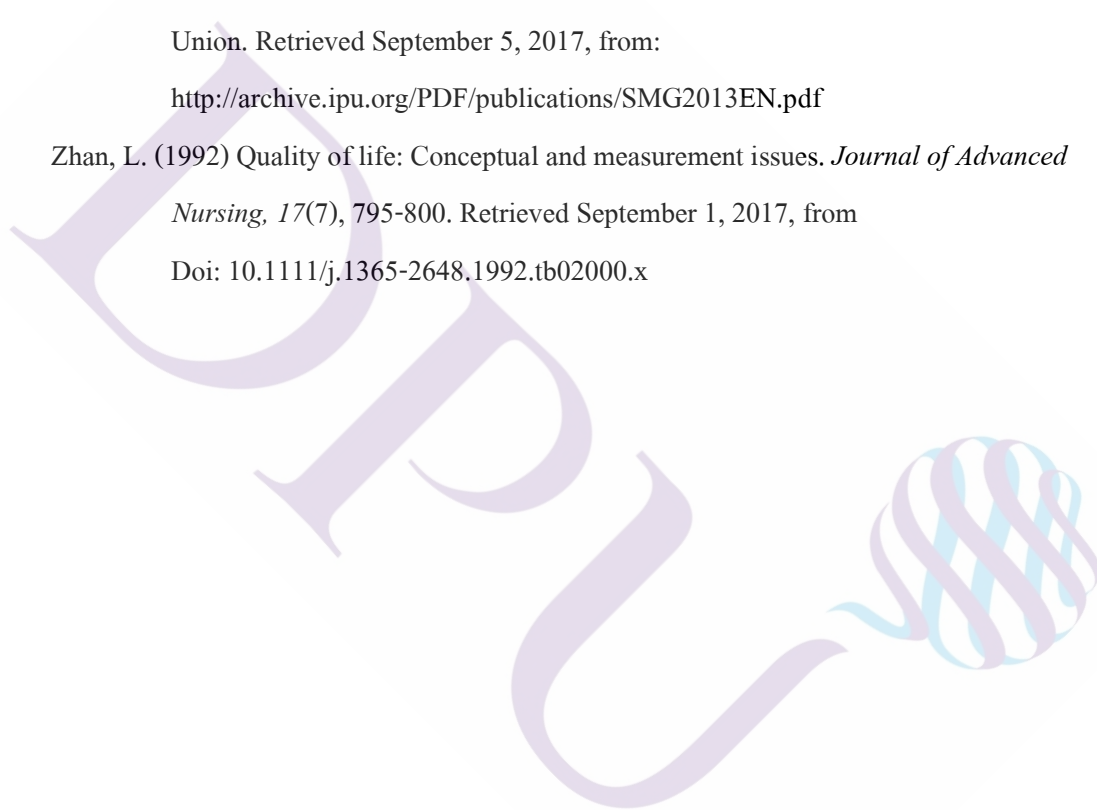 Union. Retrieved September 5, 2017, from:
http://archive.ipu.org/PDF/publications/SMG2013EN.pdf
Zhan, L. (1992) Quality of life: Conceptual and measurement issues. Journal of Advanced
Nursing, 17(7), 795-800. Retrieved September 1, 2017, from
Doi: 10.1111/j.1365-2648.1992.tb02000.x
DPU